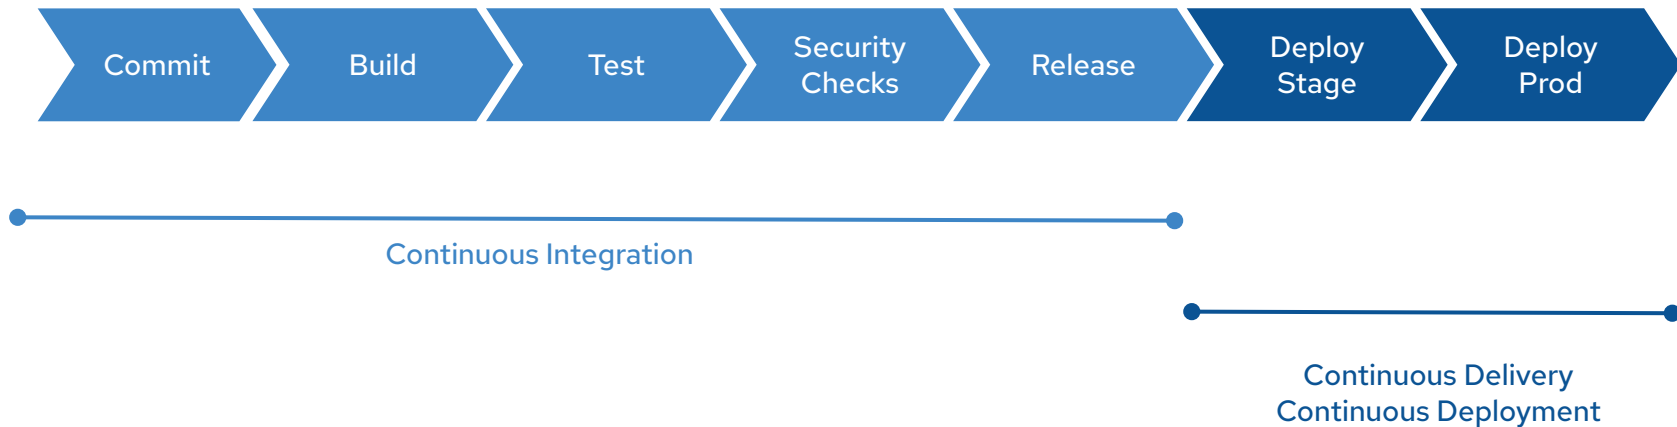 Commit
Build
Test
Security
Checks
Release
Deploy
Stage
Deploy
Prod
Continuous Integration
Continuous Delivery
Continuous Deployment